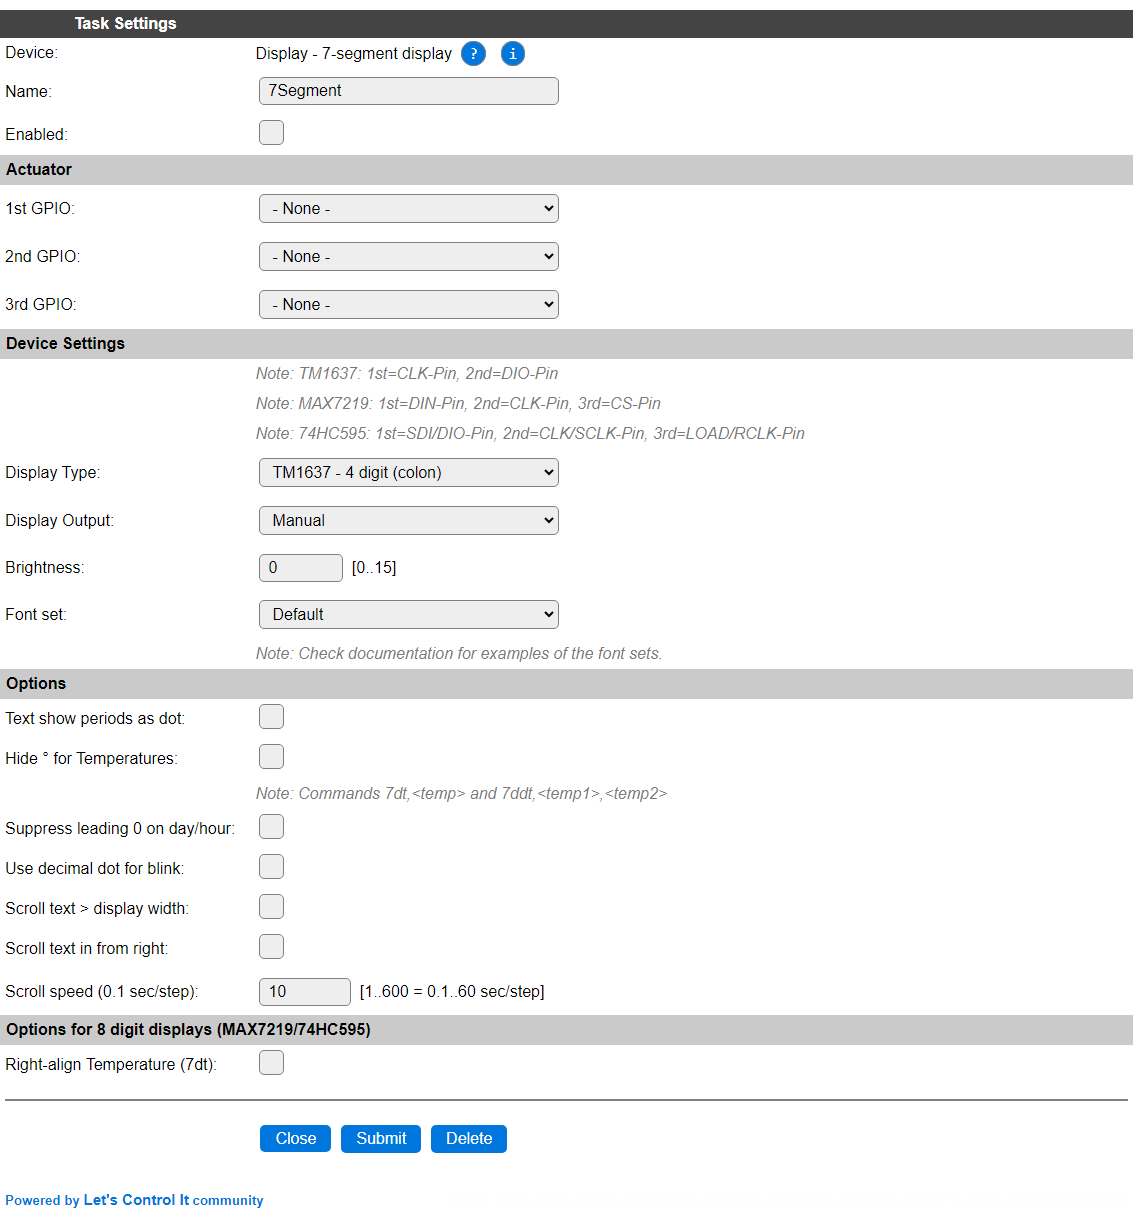 Task Settings
Device: Display - 7-segment display ? i
Name: 7Segment
Enabled:
Actuator
1st GPIO: - None -
2nd GPIO: - None -
3rd GPIO: - None -
Device Settings
Note: TM1637: 1st=CLK-Pin, 2nd=DIO-Pin
Note: MAX7219: 1st=DIN-Pin, 2nd=CLK-Pin, 3rd=CS-Pin
Note: 74HC595: 1st=SDI/DIO-Pin, 2nd=CLK/SCLK-Pin, 3rd=LOAD/RCLK-Pin
Display Type: TM1637 - 4 digit (colon)
Display Output: Manual
Brightness: 0 [0..15]
Font set: Default
Note: Check documentation for examples of the font sets.
Options
Text show periods as dot:
Hide ° for Temperatures:
Note: Commands 7dt,<temp> and 7ddt,<temp1>,<temp2>
Suppress leading 0 on day/hour:
Use decimal dot for blink:
Scroll text > display width:
Scroll text in from right:
Scroll speed (0.1 sec/step): 10 [1..600 = 0.1..60 sec/step]
Options for 8 digit displays (MAX7219/74HC595)
Right-align Temperature (7dt):
Close Submit Delete
Powered by Let's Control It community